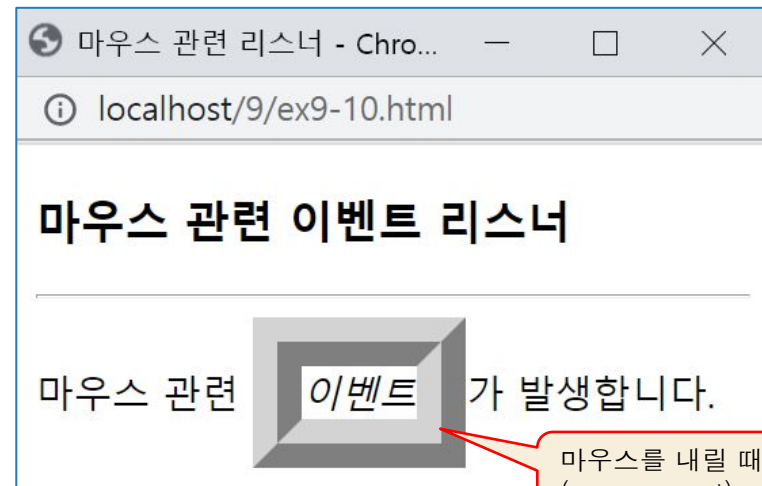 마우스 관련 리스너 - Chro...
localhost/9/ex9-10.html
마우스 관련 이벤트 리스너
마우스 관련 이벤트 가 발생합니다.
마우스를 내릴 때